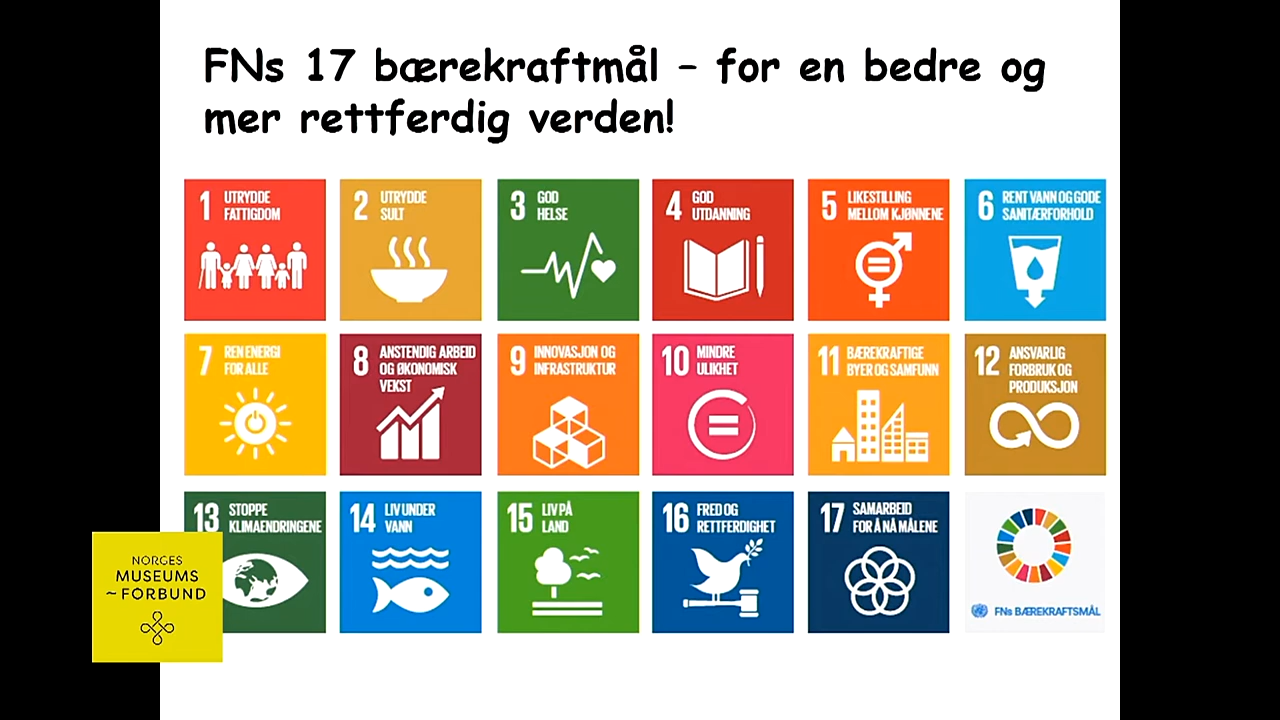 FNs 17 bærekraftmål – for en bedre og
mer rettferdig verden!
1 UTRYDDE
FATTIGDOM
2 UTRYDDE
SULT
3 GOD
HELSE
4 GOD
UTDANNING
5 LIKESTILLING
MELLOM KJØNNENE
6 RENT VANN OG GODE
SANITÆRFORHOLD
7 REN ENERGI
FOR ALLE
8 ANSTENDIG ARBEID
OG ØKONOMISK
VEKST
9 INNOVASJON OG
INFRASTRUKTUR
10 MINDRE
ULIKHET
11 BÆREKRAFTIGE
BYER OG SAMFUNN
12 ANSVARLIG
FORBRUK OG
PRODUKSJON
13 STOPPE
KLIMAENDRINGENE
14 LIV UNDER
VANN
15 LIV PÅ
LAND
16 FRED OG
RETTFERDIGHET
17 SAMARBEID
FOR Å NÅ MÅLENE
FNs BÆREKRAFTSMÅL
NORGES
MUSEUMS
~FORBUND